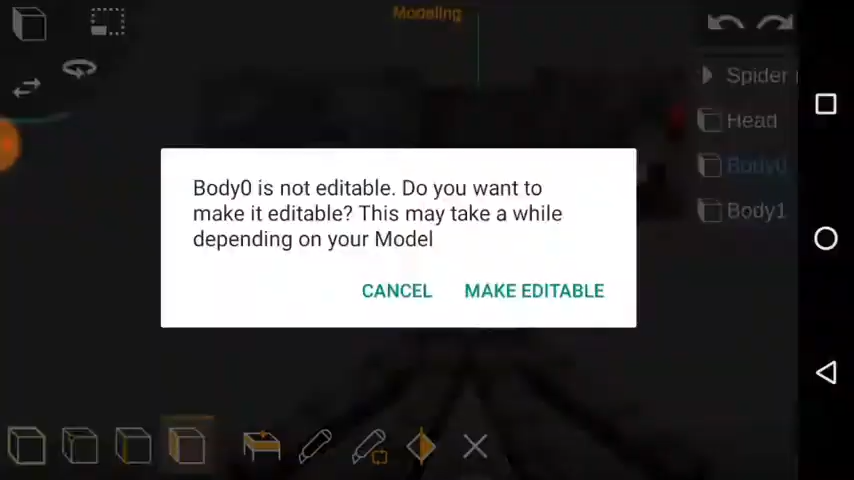 Modeling
Spider
Head
Body0
Body1
Body0 is not editable. Do you want to
make it editable? This may take a while
depending on your Model
CANCEL MAKE EDITABLE